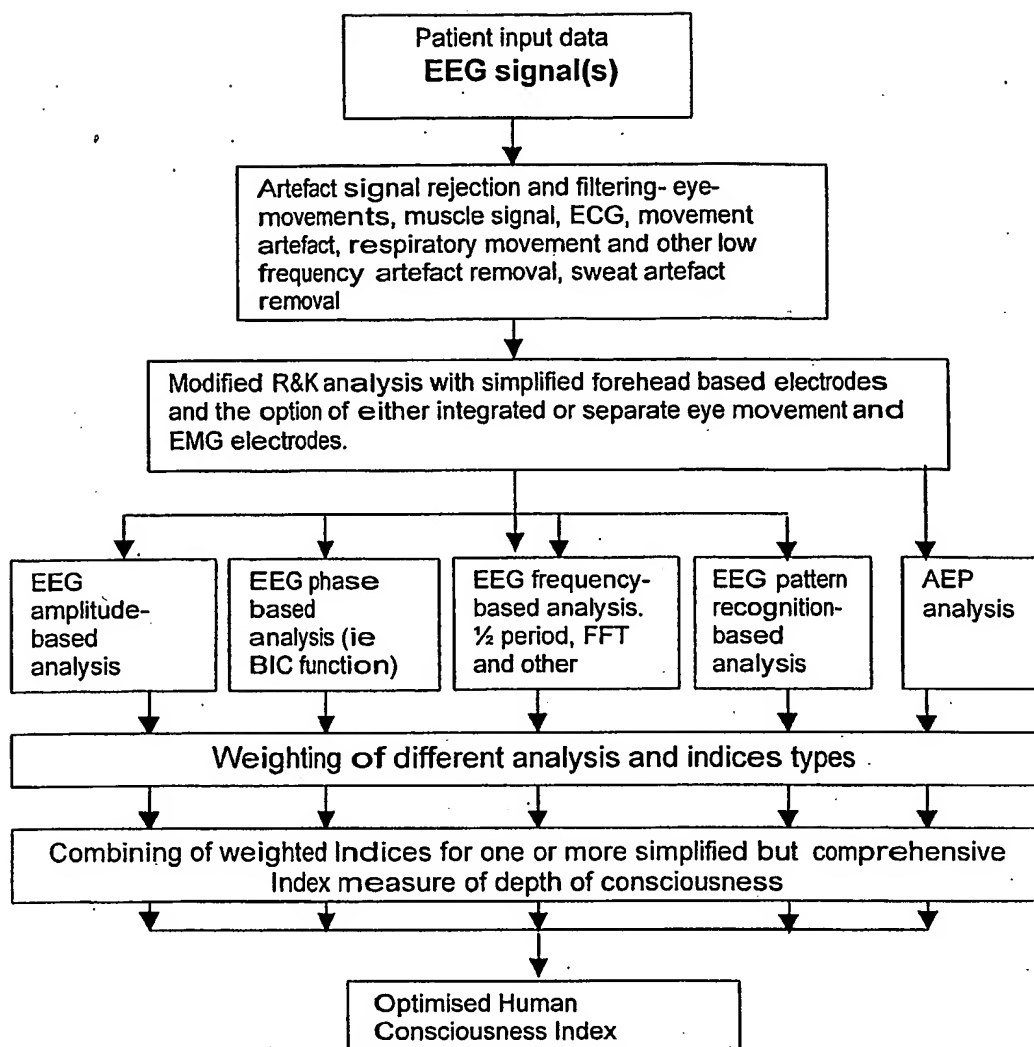 Patient input data
EEG signal(s)
Artefact signal rejection and filtering- eye-
movements, muscle signal, ECG, movement
artefact, respiratory movement and other low
frequency artefact removal, sweat artefact
removal
Modified R&K analysis with simplified forehead based electrodes
and the option of either integrated or separate eye movement and
EMG electrodes.
EEG
amplitude-
based
analysis
EEG phase
based
analysis (ie
BIC function)
EEG frequency-
based analysis.
½ period, FFT
and other
EEG pattern
recognition-
based
analysis
AEP
analysis
Weighting of different analysis and indices types
Combining of weighted Indices for one or more simplified but comprehensive
Index measure of depth of consciousness
Optimised Human
Consciousness Index